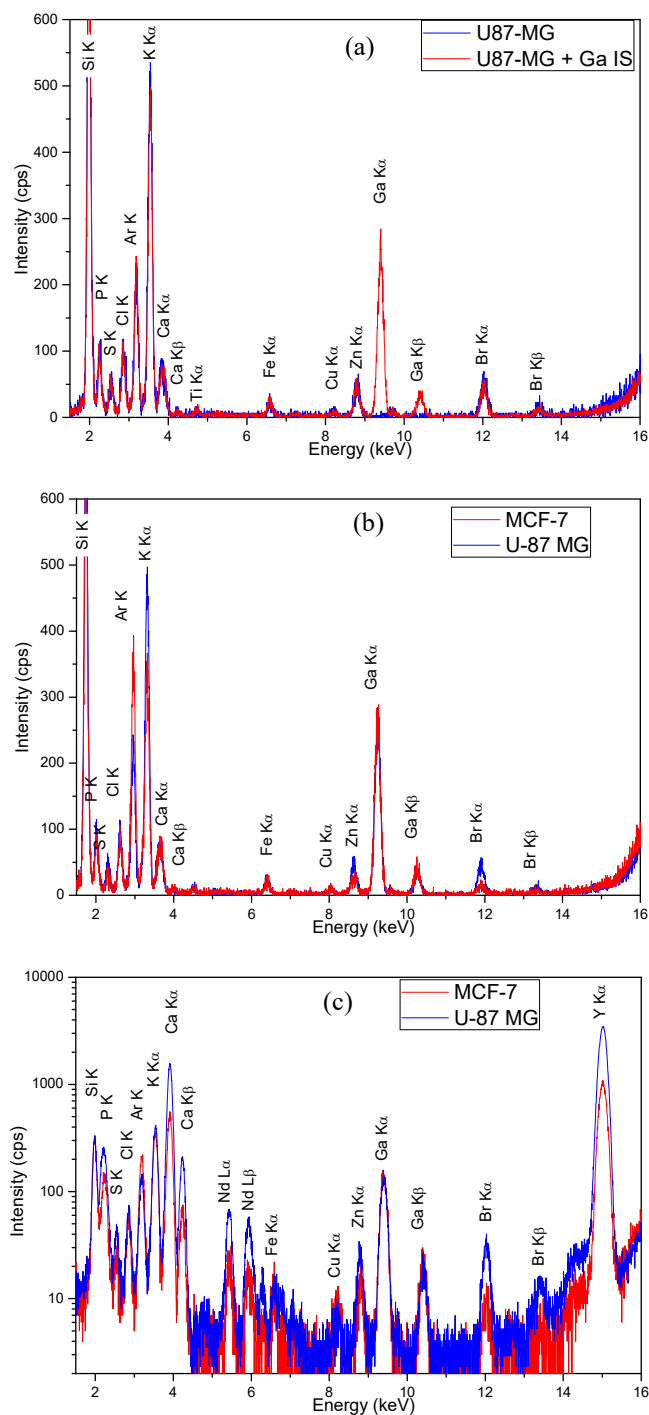 (a)
U87-MG
U87-MG + Ga IS
Si K
P K
S K
Cl K
Ar K
K Kα
Ca Kα
Ca Kβ
Ti Kα
Fe Kα
Cu Kα
Zn Kα
Ga Kα
Ga Kβ
Br Kα
Br Kβ
Intensity (cps)
600
500
400
300
200
100
0
2 4 6 8 10 12 14 16
Energy (keV)
(b)
MCF-7
U-87 MG
Si K
P K
S K
Cl K
Ar K
K Kα
Ca Kα
Ca Kβ
Fe Kα
Cu Kα
Zn Kα
Ga Kα
Ga Kβ
Br Kα
Br Kβ
Intensity (cps)
600
500
400
300
200
100
0
2 4 6 8 10 12 14 16
Energy (keV)
(c)
MCF-7
U-87 MG
Si K
P K
S K
Cl K
Ar K
K Kα
Ca Kα
Ca Kβ
Nd Lα
Nd Lβ
Fe Kα
Cu Kα
Zn Kα
Ga Kα
Ga Kβ
Br Kα
Br Kβ
Y Kα
Intensity (cps)
10000
1000
100
10
2 4 6 8 10 12 14 16
Energy (keV)